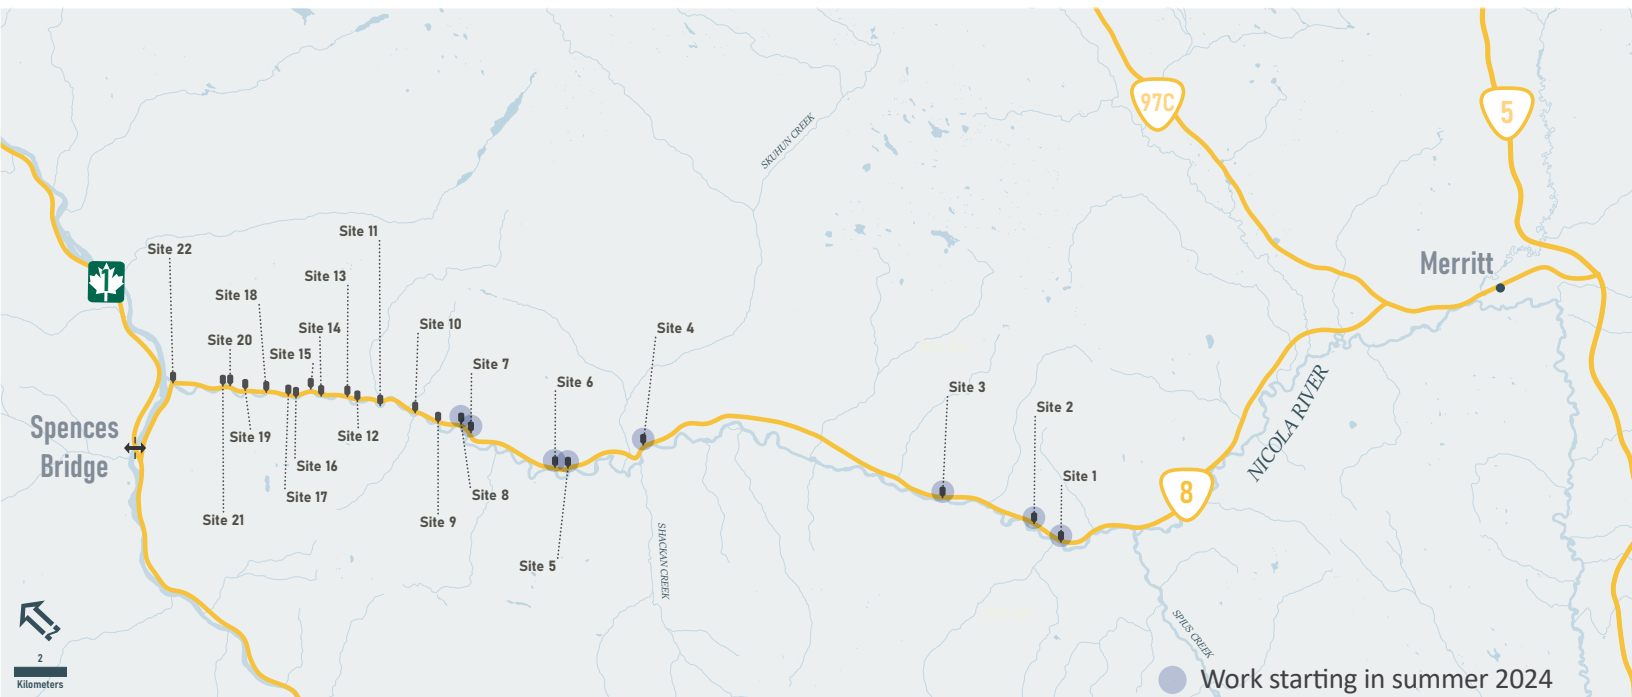 97C
5
SKUHUN CREEK
Site 11
Site 22
Merritt
1
Site 13
Site 18
Site 10
Site 14
Site 4
Site 20
Site 15
Site 7
Site 6
Site 3
Site 2
Spences
Bridge
Site 19
Site 12
NICOLA RIVER
Site 16
Site 1
Site 17
Site 8
8
Site 21
Site 9
SHACKAN CREEK
Site 5
SPIUS CREEK
N
2
Kilometers
Work starting in summer 2024